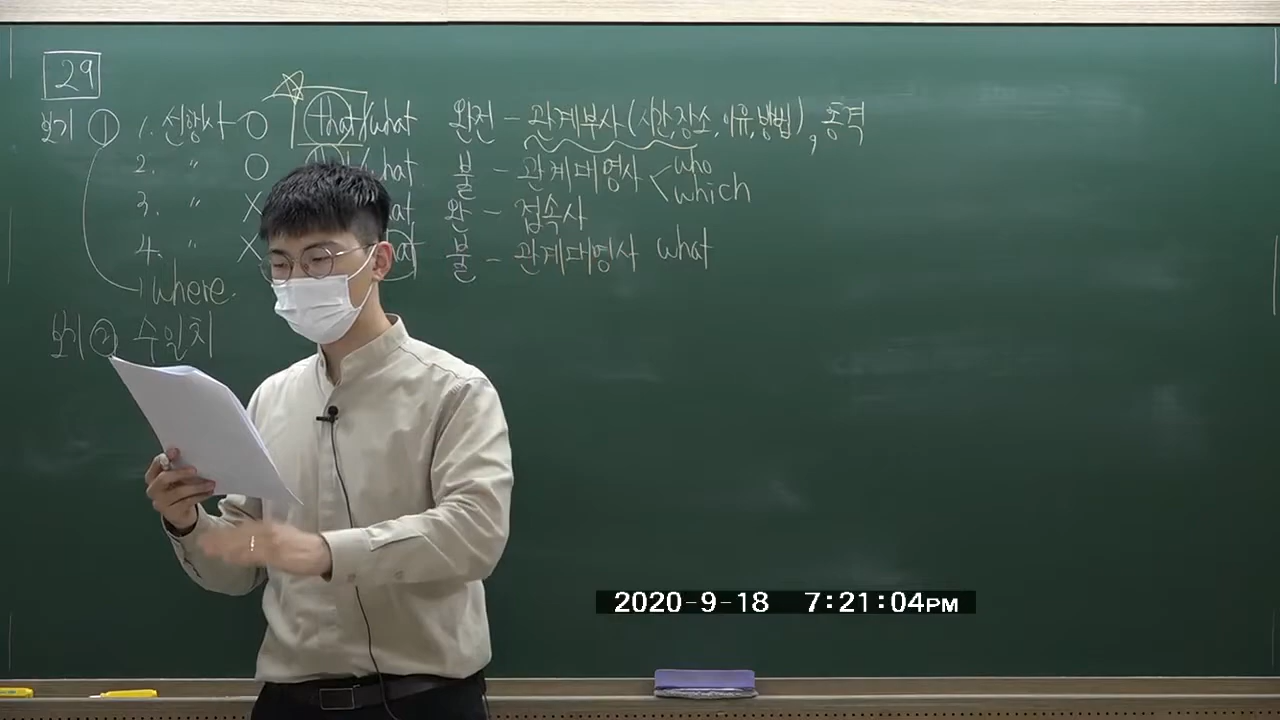 29
보기 ① 1. 선행사 O that/what 완전 - 관계부사 (시간, 장소, 이유, 방법), 동격
2. 〃 O what 불 - 관계대명사 < who which
3. 〃 X 완 - 접속사
4. 〃 X 불 - 관계대명사 what
where.
보기 ② 수일치
2020-9-18 7:21:04PM